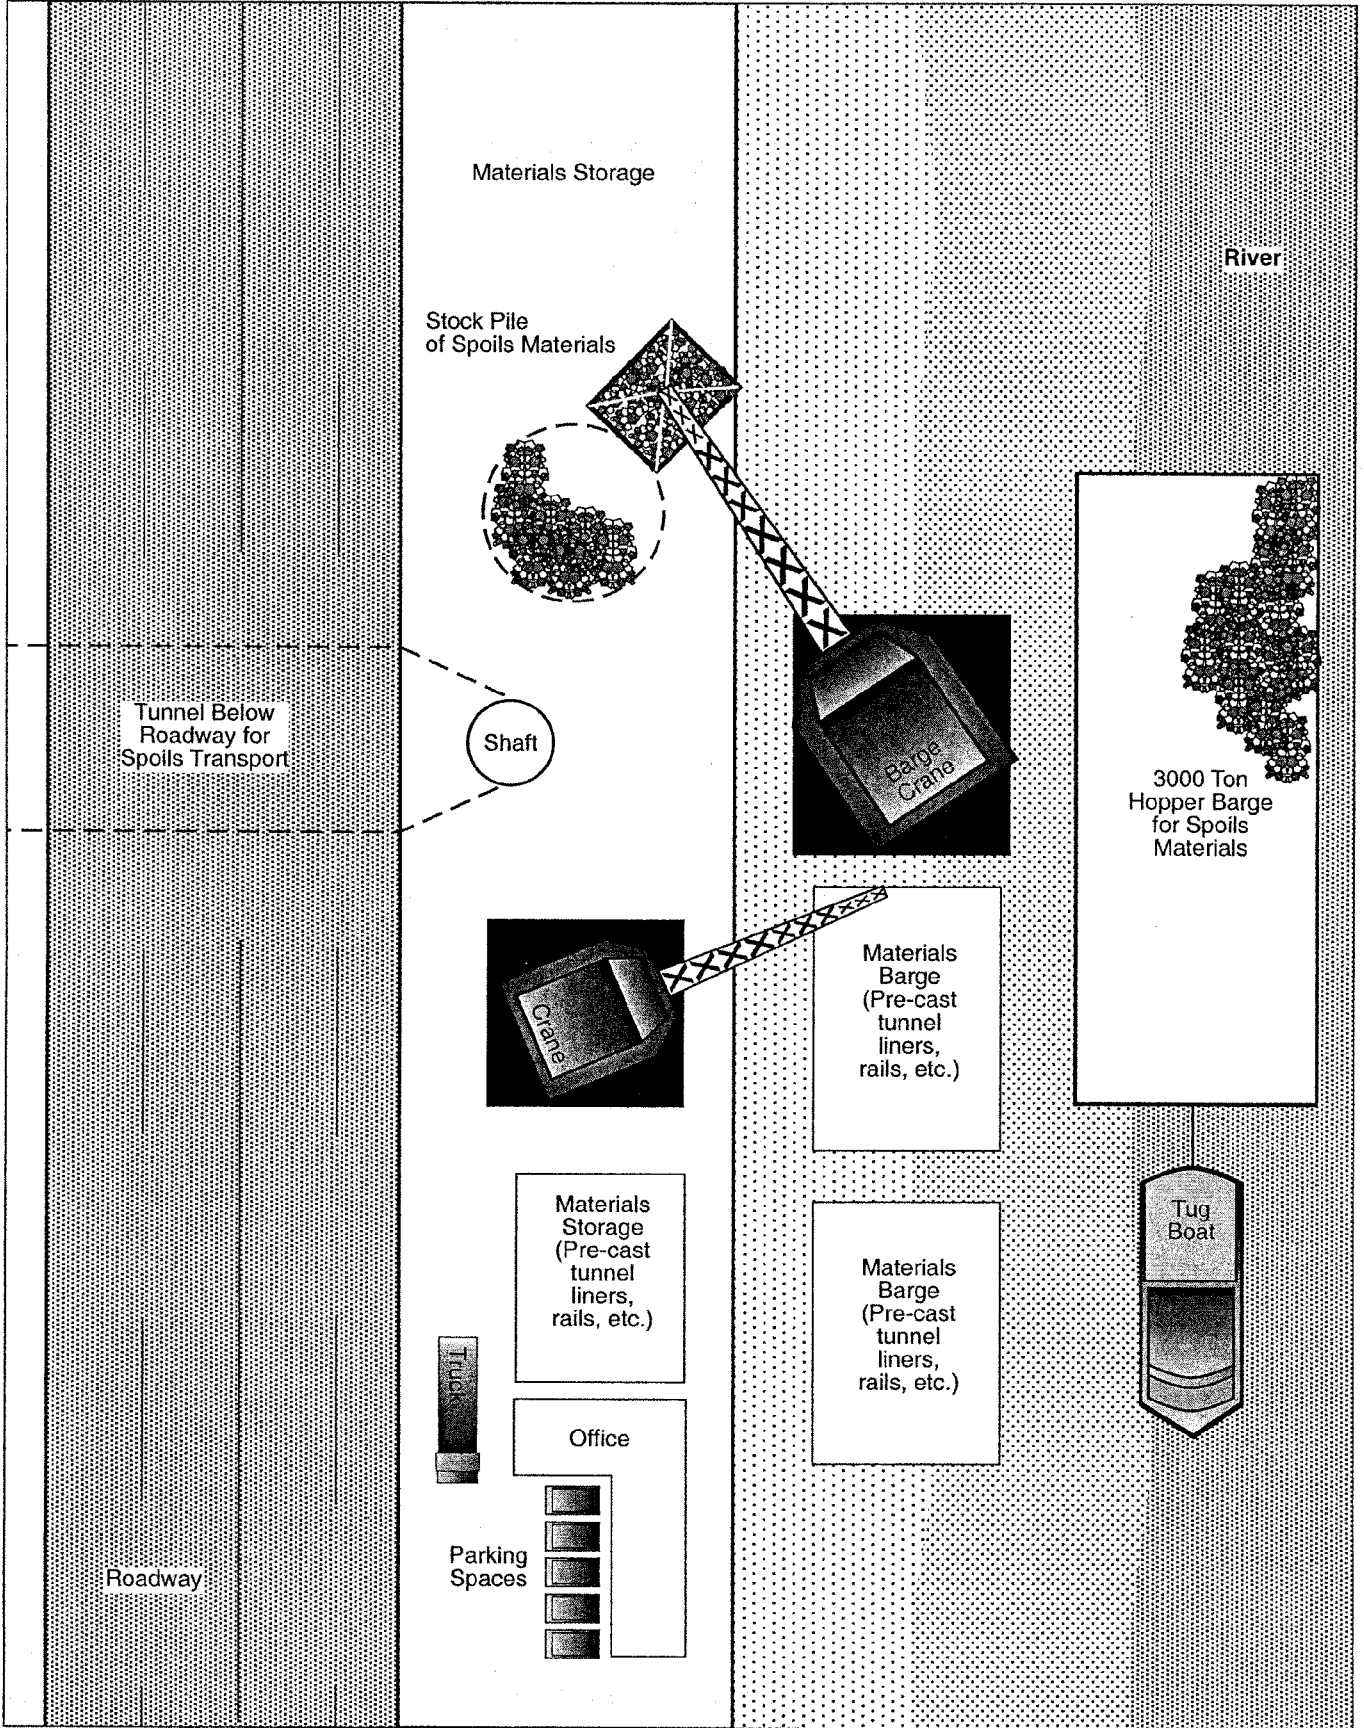 Materials Storage
River
Stock Pile
of Spoils Materials
Tunnel Below
Roadway for
Spoils Transport
Shaft
Barge
Crane
3000 Ton
Hopper Barge
for Spoils
Materials
Crane
Materials
Barge
(Pre-cast
tunnel
liners,
rails, etc.)
Materials
Storage
(Pre-cast
tunnel
liners,
rails, etc.)
Tug
Boat
Materials
Barge
(Pre-cast
tunnel
liners,
rails, etc.)
Truck
Office
Parking
Spaces
Roadway